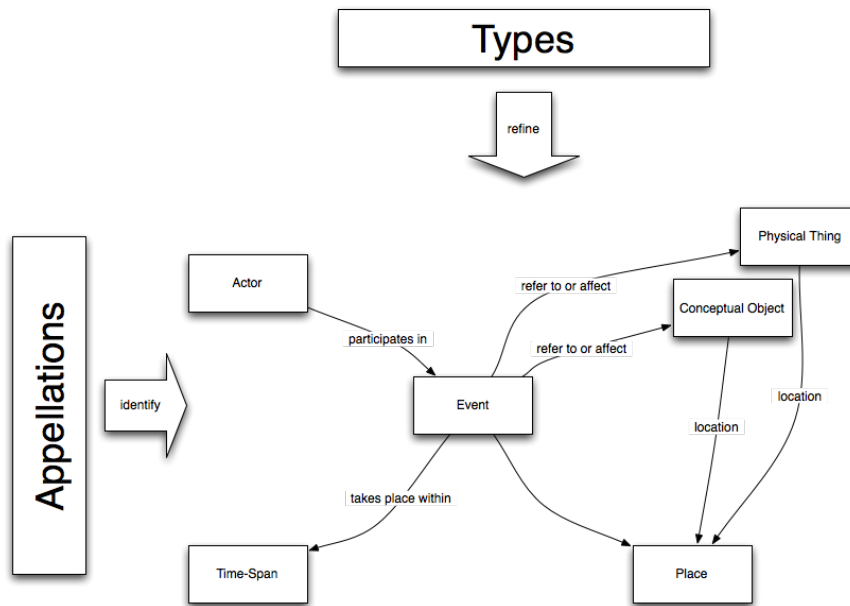 Types
refine
Physical Thing
Actor
refer to or affect
Conceptual Object
participates in
refer to or affect
Appellations
identify
Event
location
location
takes place within
Time-Span
Place